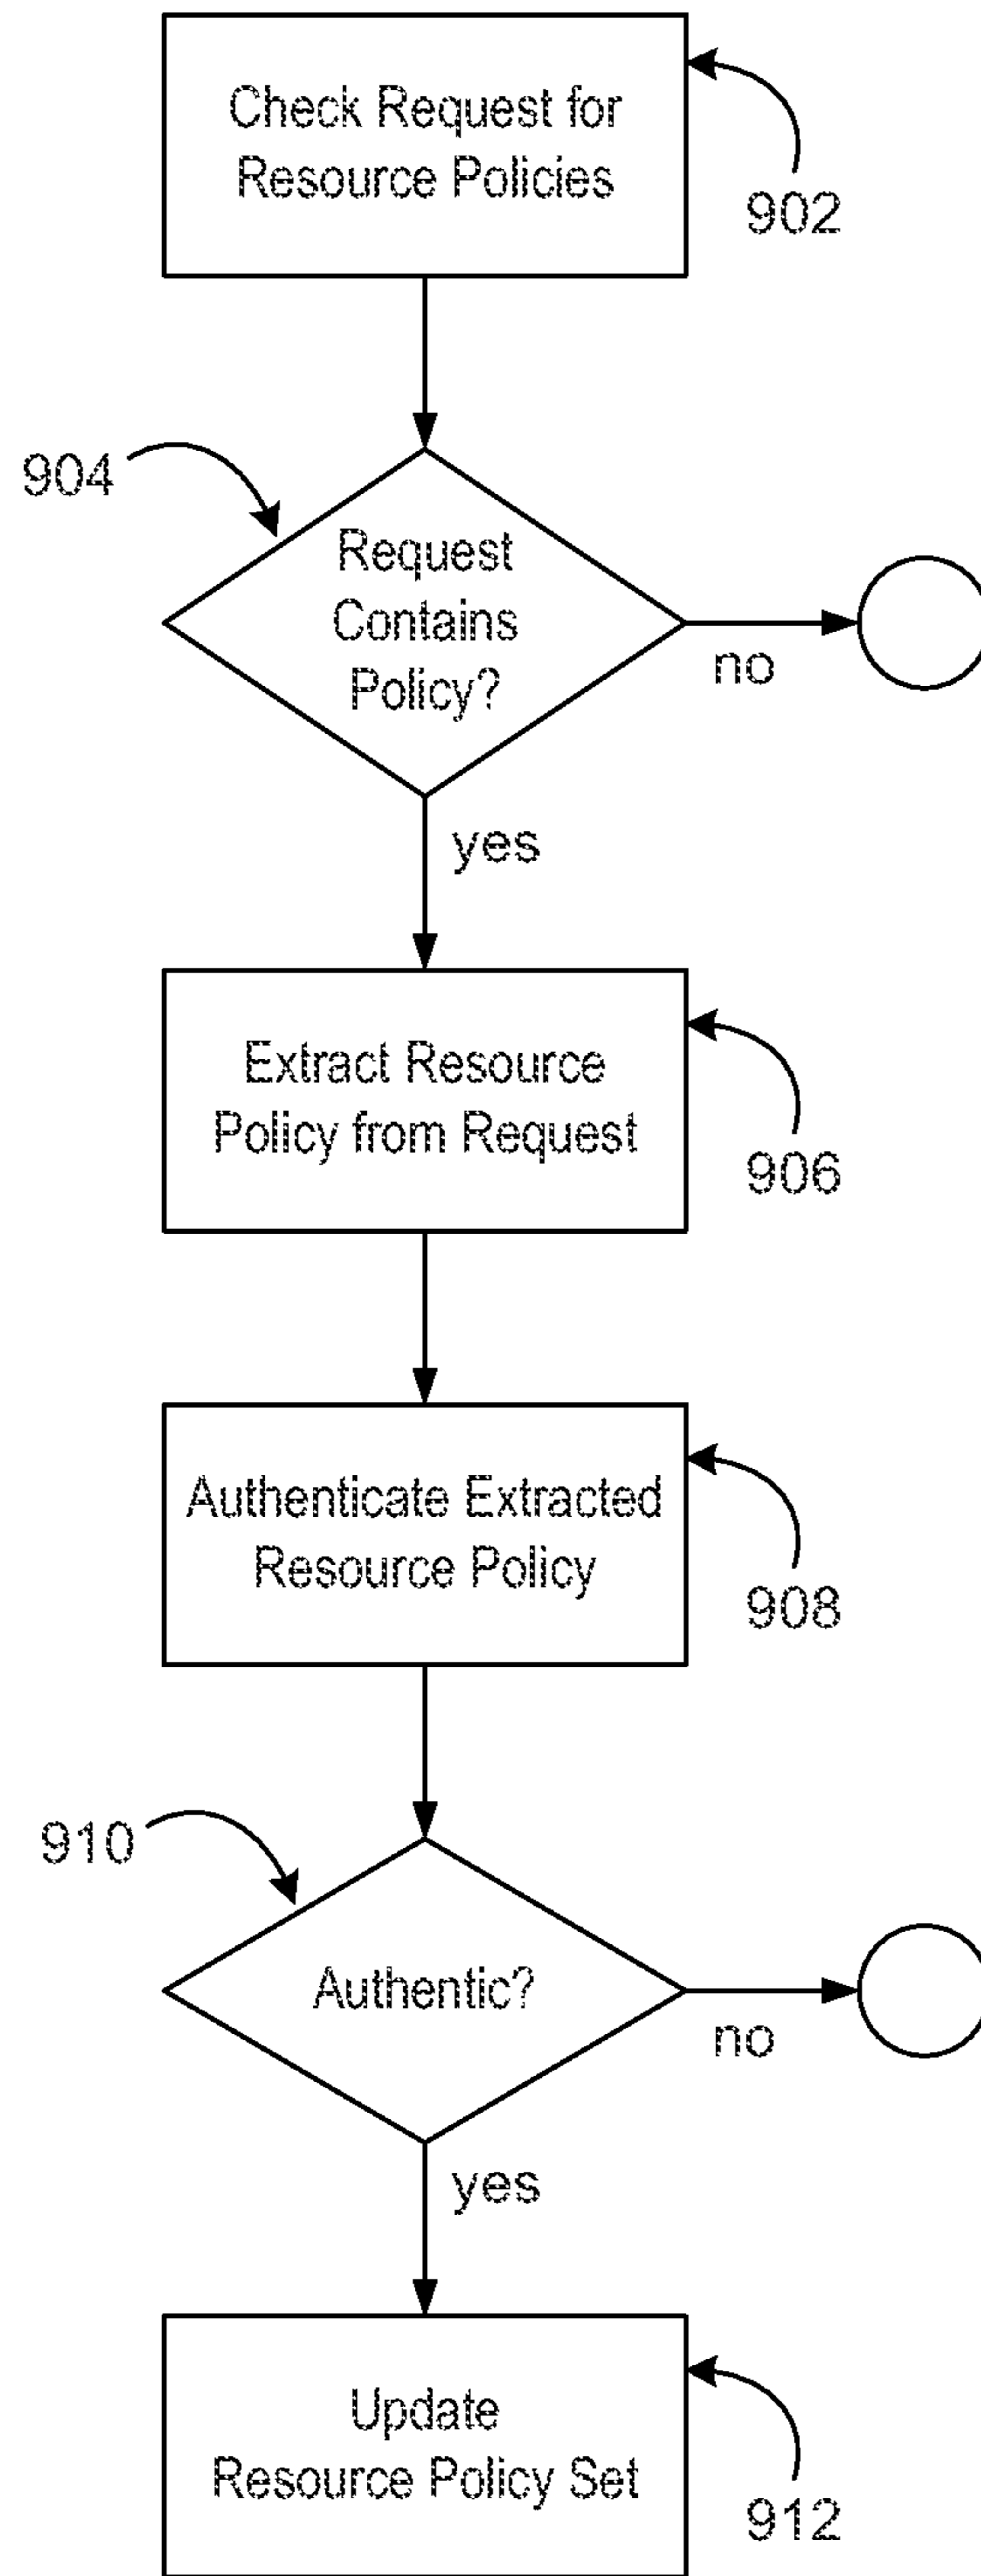 Check Request for
Resource Policies
902
904
Request
Contains
Policy?
no
yes
Extract Resource
Policy from Request
906
Authenticate Extracted
Resource Policy
908
910
Authentic?
no
yes
Update
Resource Policy Set
912